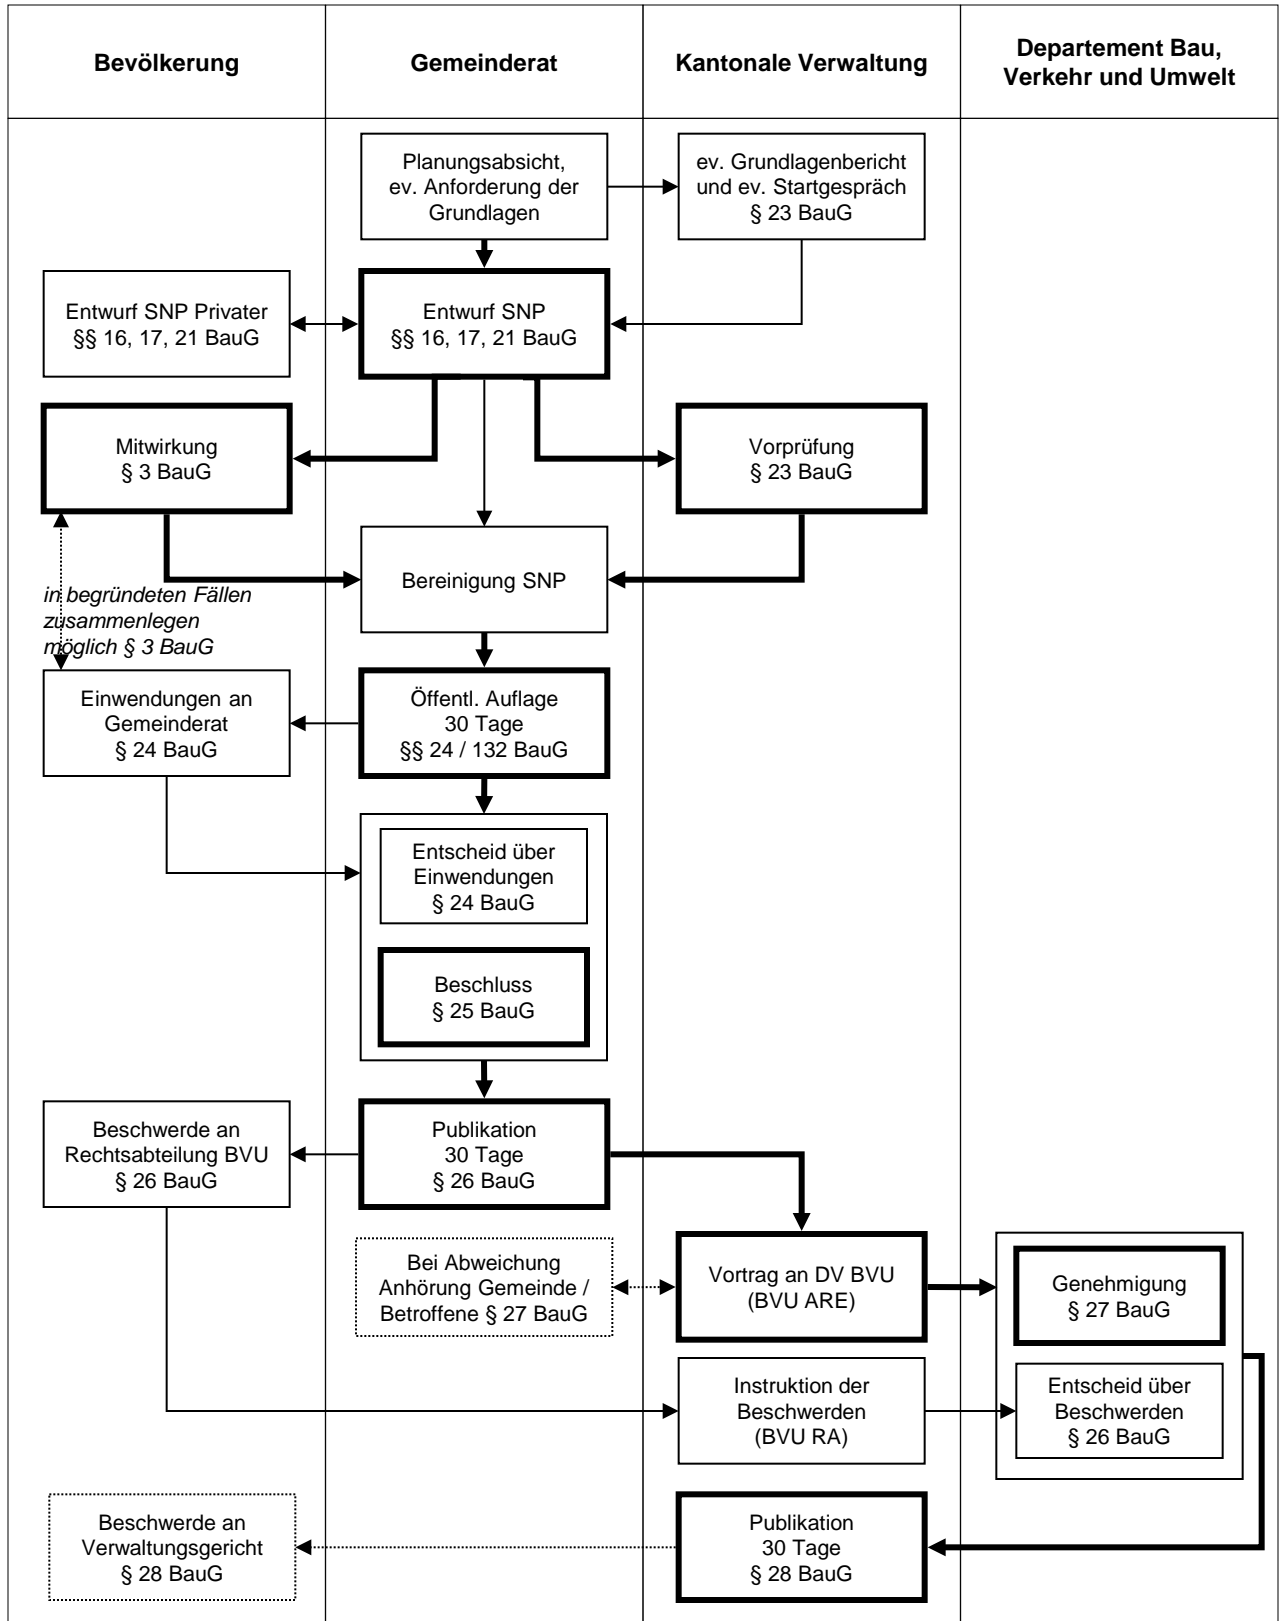 Bevölkerung
Gemeinderat
Kantonale Verwaltung
Departement Bau,
Verkehr und Umwelt
Planungsabsicht,
ev. Anforderung der
Grundlagen
ev. Grundlagenbericht
und ev. Startgespräch
§ 23 BauG
Entwurf SNP Privater
§§ 16, 17, 21 BauG
Entwurf SNP
§§ 16, 17, 21 BauG
Mitwirkung
§ 3 BauG
Vorprüfung
§ 23 BauG
Bereinigung SNP
in begründeten Fällen
zusammenlegen
möglich § 3 BauG
Einwendungen an
Gemeinderat
§ 24 BauG
Öffentl. Auflage
30 Tage
§§ 24 / 132 BauG
Entscheid über
Einwendungen
§ 24 BauG
Beschluss
§ 25 BauG
Beschwerde an
Rechtsabteilung BVU
§ 26 BauG
Publikation
30 Tage
§ 26 BauG
Bei Abweichung
Anhörung Gemeinde /
Betroffene § 27 BauG
Vortrag an DV BVU
(BVU ARE)
Genehmigung
§ 27 BauG
Instruktion der
Beschwerden
(BVU RA)
Entscheid über
Beschwerden
§ 26 BauG
Beschwerde an
Verwaltungsgericht
§ 28 BauG
Publikation
30 Tage
§ 28 BauG